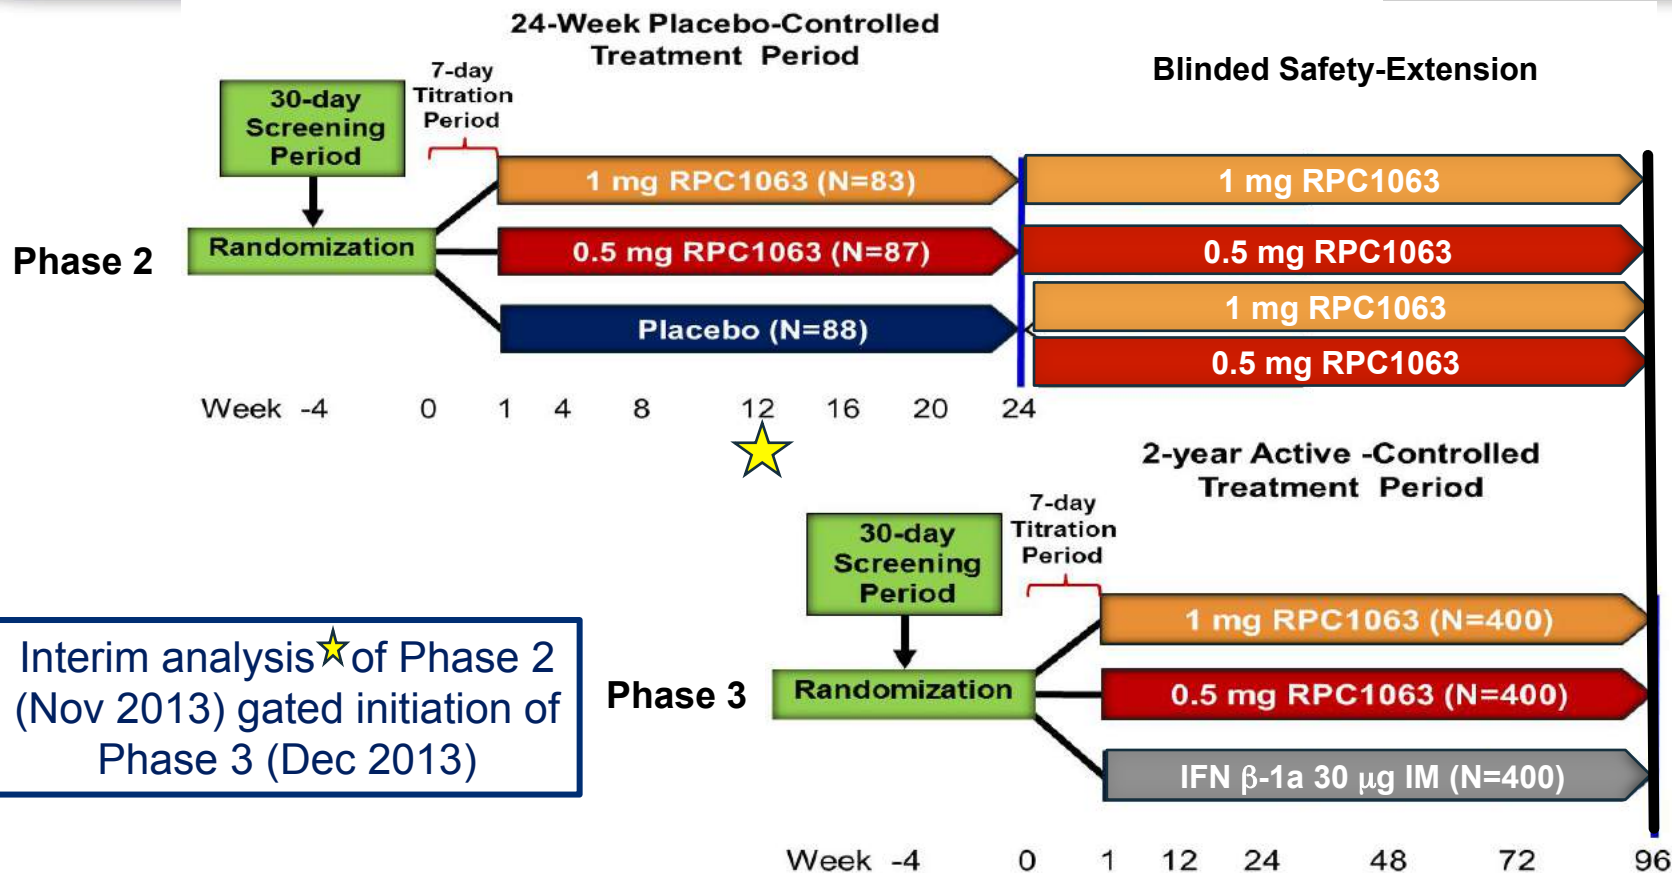 24-Week Placebo-Controlled
Treatment Period
Blinded Safety-Extension
7-day
Titration
Period
30-day
Screening
Period
1 mg RPC1063 (N=83)
1 mg RPC1063
Phase 2
Randomization
0.5 mg RPC1063 (N=87)
0.5 mg RPC1063
1 mg RPC1063
Placebo (N=88)
0.5 mg RPC1063
Week -4 0 1 4 8 12 16 20 24
2-year Active -Controlled
Treatment Period
7-day
Titration
Period
30-day
Screening
Period
1 mg RPC1063 (N=400)
Interim analysis of Phase 2
(Nov 2013) gated initiation of
Phase 3 (Dec 2013)
Phase 3
Randomization
0.5 mg RPC1063 (N=400)
IFN β-1a 30 μg IM (N=400)
Week -4 0 1 12 24 48 72 96